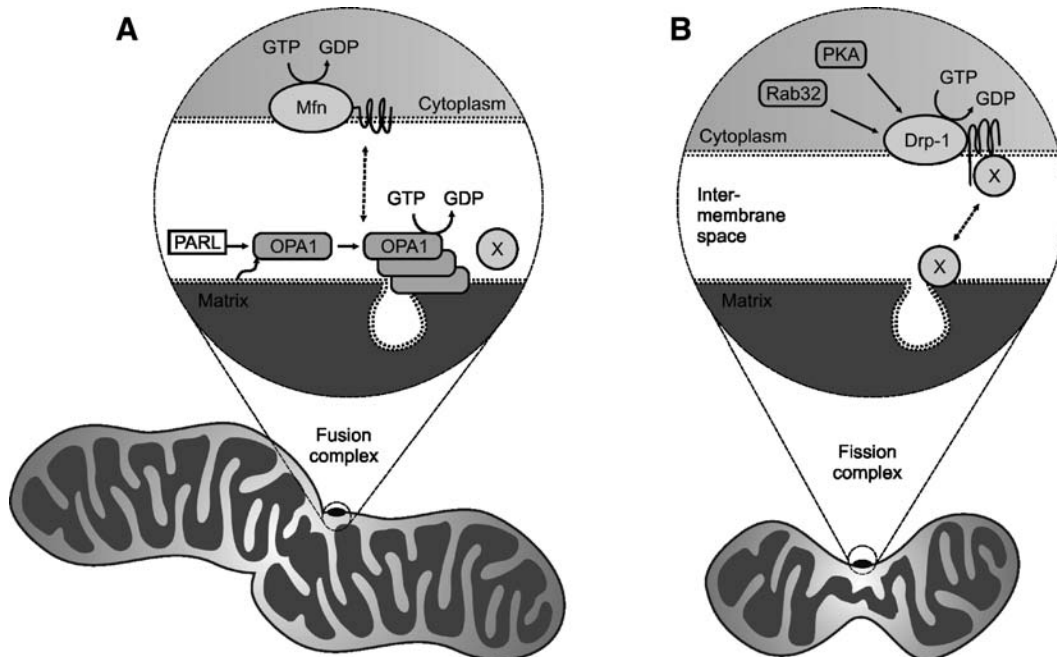 A
GTP GDP
Mfn
Cytoplasm
GTP GDP
PARL
OPA1
OPA1
X
Matrix
Fusion
complex
B
PKA
GTP
Rab32
GDP
Drp-1
Cytoplasm
X
Inter-
membrane
space
X
Matrix
Fission
complex